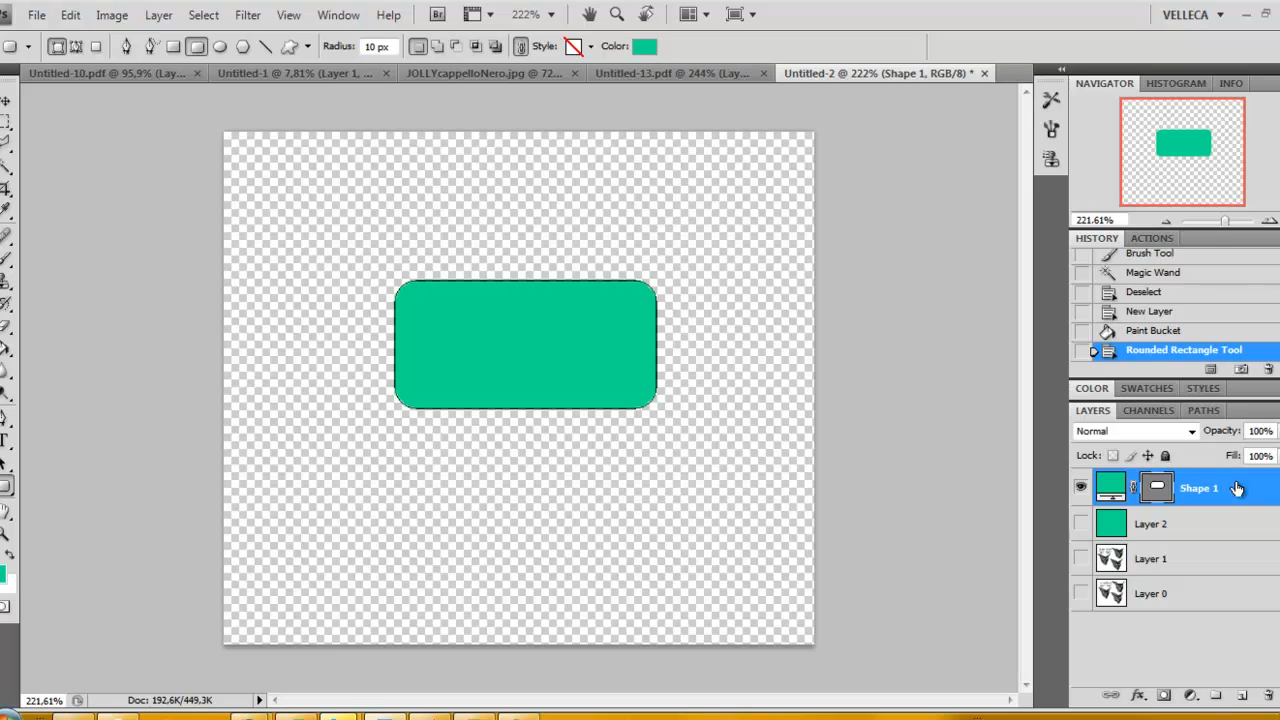 File Edit Image Layer Select Filter Analysis View Window Help Br 222% VELLECA
Radius: 10 px Style: Color:
Untitled-10.pdf @ 95,9% (Lay... × Untitled-1 @ 7,81% (Layer 1, ... × JOLLYcappelloNero.jpg @ 72... × Untitled-13.pdf @ 244% (Lay... × Untitled-2 @ 222% (Shape 1, RGB/8) * ×
NAVIGATOR HISTOGRAM INFO
221.61%
HISTORY ACTIONS
Brush Tool
Magic Wand
Deselect
New Layer
Paint Bucket
Rounded Rectangle Tool
COLOR SWATCHES STYLES
LAYERS CHANNELS PATHS
Normal Opacity: 100%
Lock: Fill: 100%
Shape 1
Layer 2
Layer 1
Layer 0
221,61% Doc: 192,6K/449,3K
fx